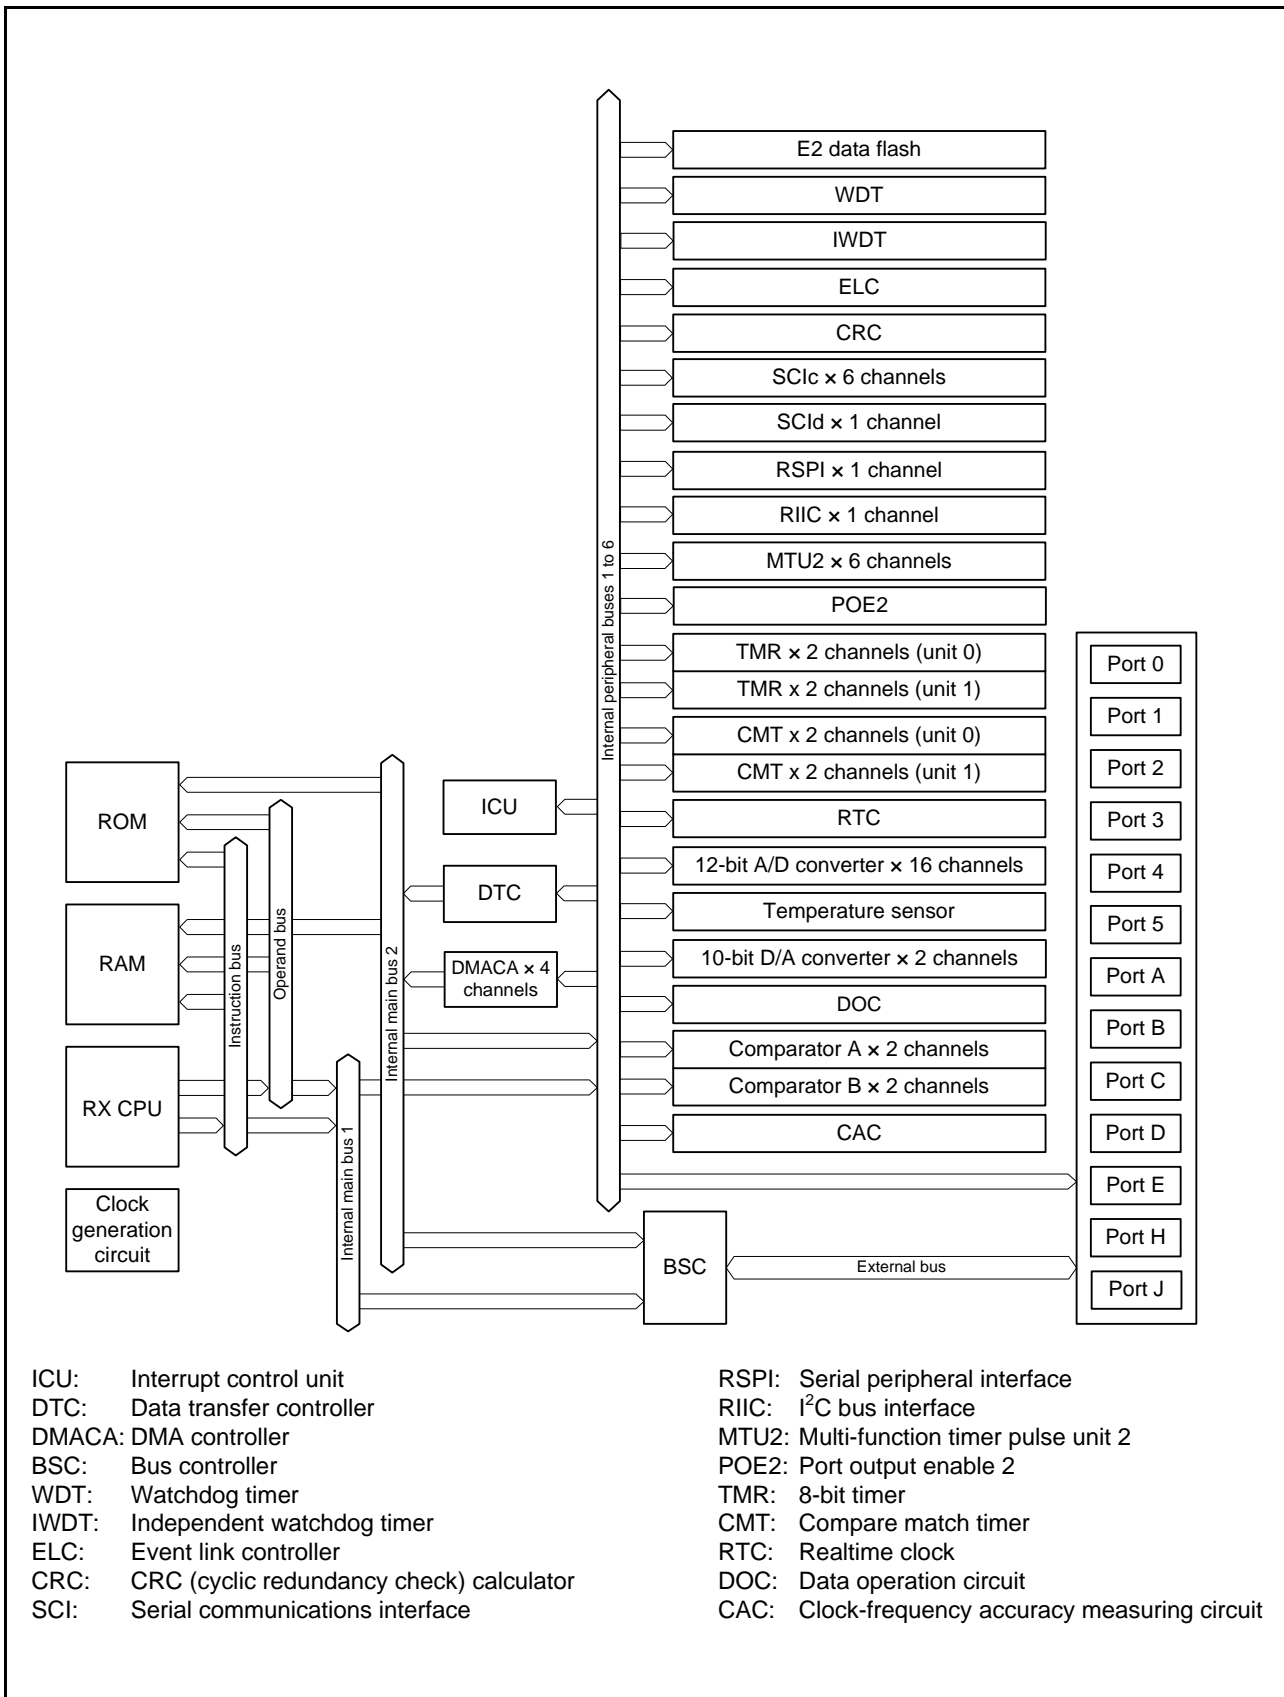 E2 data flash
WDT
IWDT
ELC
CRC
SCIc × 6 channels
SCId × 1 channel
RSPI × 1 channel
RIIC × 1 channel
MTU2 × 6 channels
POE2
TMR × 2 channels (unit 0)
TMR x 2 channels (unit 1)
CMT x 2 channels (unit 0)
CMT x 2 channels (unit 1)
RTC
12-bit A/D converter × 16 channels
Temperature sensor
10-bit D/A converter × 2 channels
DOC
Comparator A × 2 channels
Comparator B × 2 channels
CAC
Internal peripheral buses 1 to 6
Port 0
Port 1
Port 2
Port 3
Port 4
Port 5
Port A
Port B
Port C
Port D
Port E
Port H
Port J
ROM
RAM
RX CPU
Clock
generation
circuit
Instruction bus
Operand bus
Internal main bus 1
Internal main bus 2
ICU
DTC
DMACA × 4
channels
BSC
External bus
ICU: Interrupt control unit
DTC: Data transfer controller
DMACA: DMA controller
BSC: Bus controller
WDT: Watchdog timer
IWDT: Independent watchdog timer
ELC: Event link controller
CRC: CRC (cyclic redundancy check) calculator
SCI: Serial communications interface
RSPI: Serial peripheral interface
RIIC: I²C bus interface
MTU2: Multi-function timer pulse unit 2
POE2: Port output enable 2
TMR: 8-bit timer
CMT: Compare match timer
RTC: Realtime clock
DOC: Data operation circuit
CAC: Clock-frequency accuracy measuring circuit